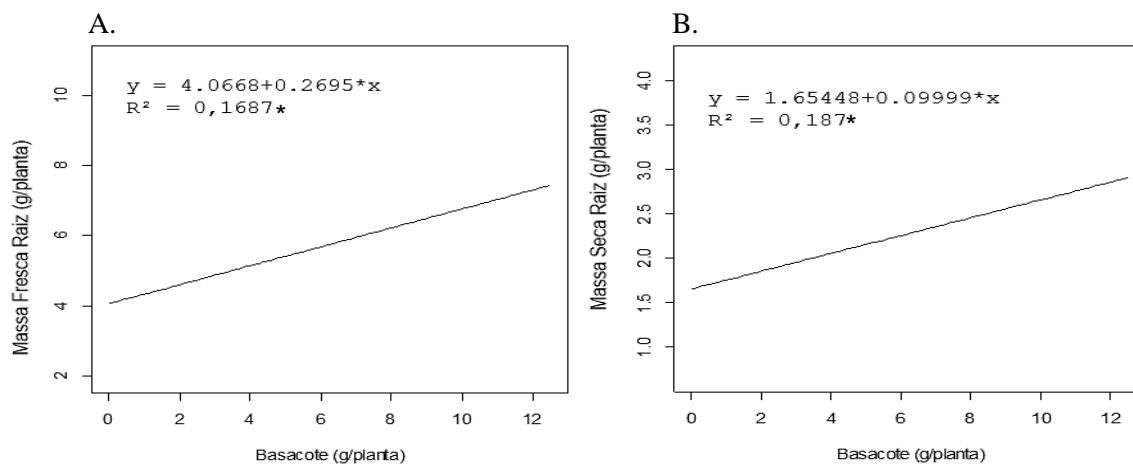 A.
y = 4.0668+0.2695*x
R² = 0,1687*
Massa Fresca Raiz (g/planta)
10
8
6
4
2
0 2 4 6 8 10 12
Basacote (g/planta)
B.
y = 1.65448+0.09999*x
R² = 0,187*
Massa Seca Raiz (g/planta)
4.0
3.5
3.0
2.5
2.0
1.5
1.0
0 2 4 6 8 10 12
Basacote (g/planta)